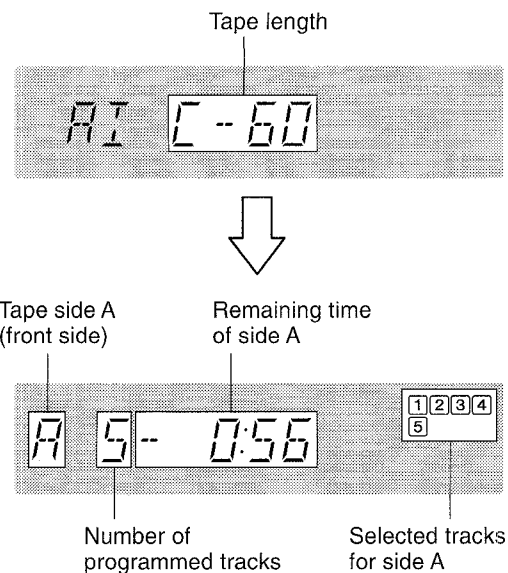 Tape length
AI C-60
Tape side A
(front side)
Remaining time
of side A
A 5- 0:56
1 2 3 4
5
Number of
programmed tracks
Selected tracks
for side A